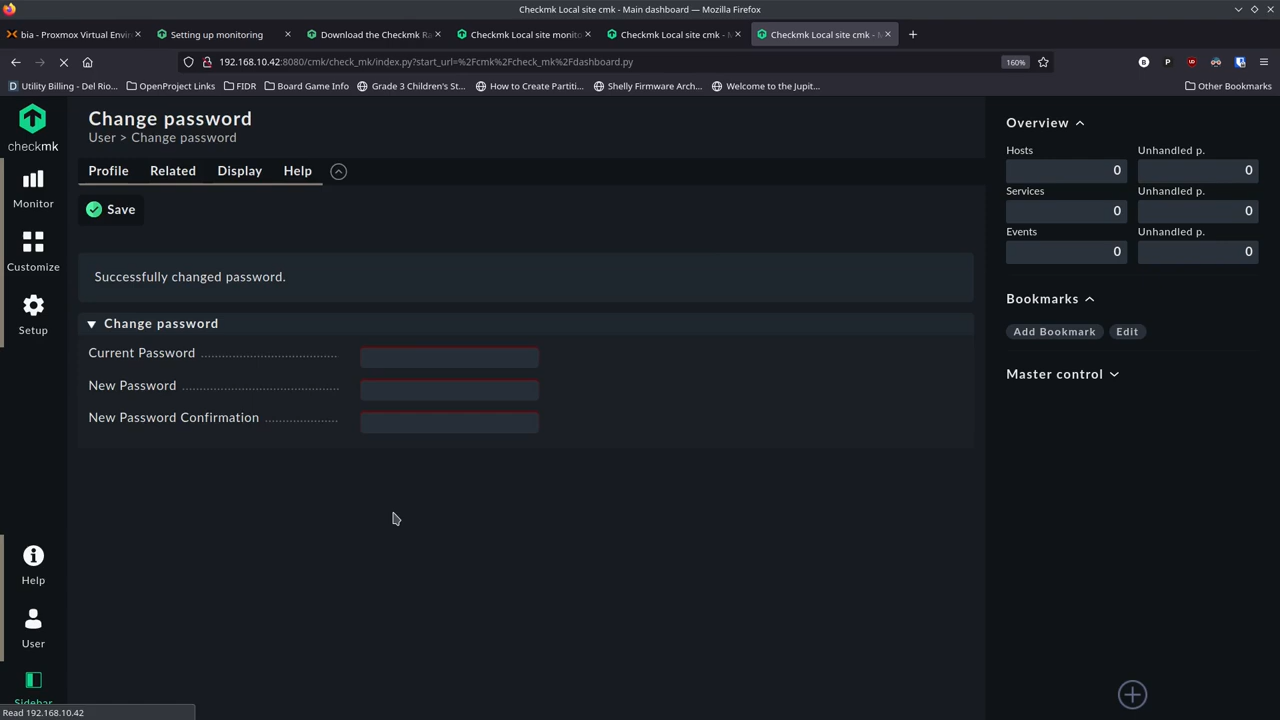 Checkmk Local site cmk - Main dashboard — Mozilla Firefox
bia - Proxmox Virtual Envir
Setting up monitoring
Download the Checkmk Ra
Checkmk Local site monito
Checkmk Local site cmk - M
Checkmk Local site cmk - M
192.168.10.42:8080/cmk/check_mk/index.py?start_url=%2Fcmk%2Fcheck_mk%2Fdashboard.py
160%
Utility Billing - Del Rio...
OpenProject Links
FIDR
Board Game Info
Grade 3 Children's St...
How to Create Partiti...
Shelly Firmware Arch...
Welcome to the Jupit...
Other Bookmarks
checkmk
Monitor
Customize
Setup
Help
User
Sidebar
Change password
User > Change password
Profile Related Display Help
Save
Successfully changed password.
Change password
Current Password
New Password
New Password Confirmation
Overview
Hosts Unhandled p.
0 0
Services Unhandled p.
0 0
Events Unhandled p.
0 0
Bookmarks
Add Bookmark Edit
Master control
Read 192.168.10.42